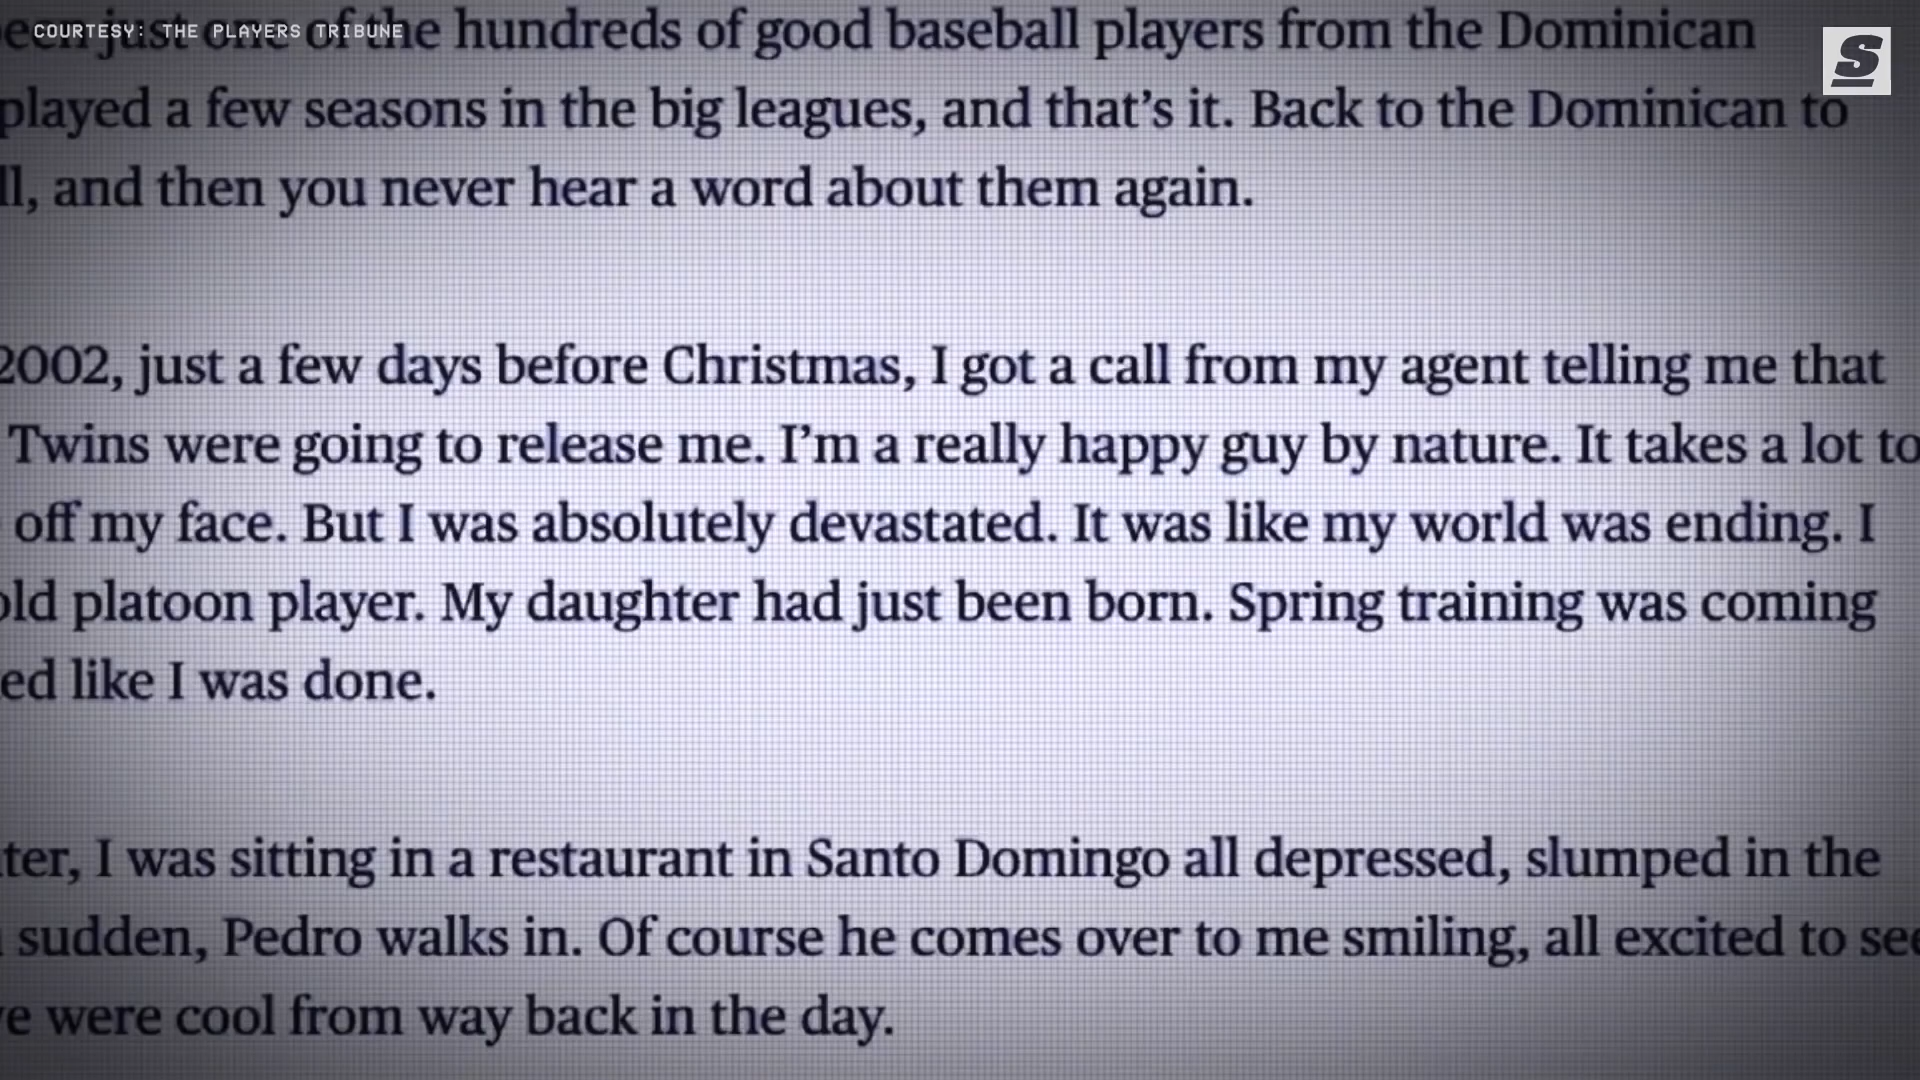 COURTESY: THE PLAYERS TRIBUNE
een just one of the hundreds of good baseball players from the Dominican
S
played a few seasons in the big leagues, and that's it. Back to the Dominican to
ll, and then you never hear a word about them again.
2002, just a few days before Christmas, I got a call from my agent telling me that
Twins were going to release me. I'm a really happy guy by nature. It takes a lot to
off my face. But I was absolutely devastated. It was like my world was ending. I
old platoon player. My daughter had just been born. Spring training was coming
ed like I was done.
ter, I was sitting in a restaurant in Santo Domingo all depressed, slumped in the
sudden, Pedro walks in. Of course he comes over to me smiling, all excited to see
e were cool from way back in the day.